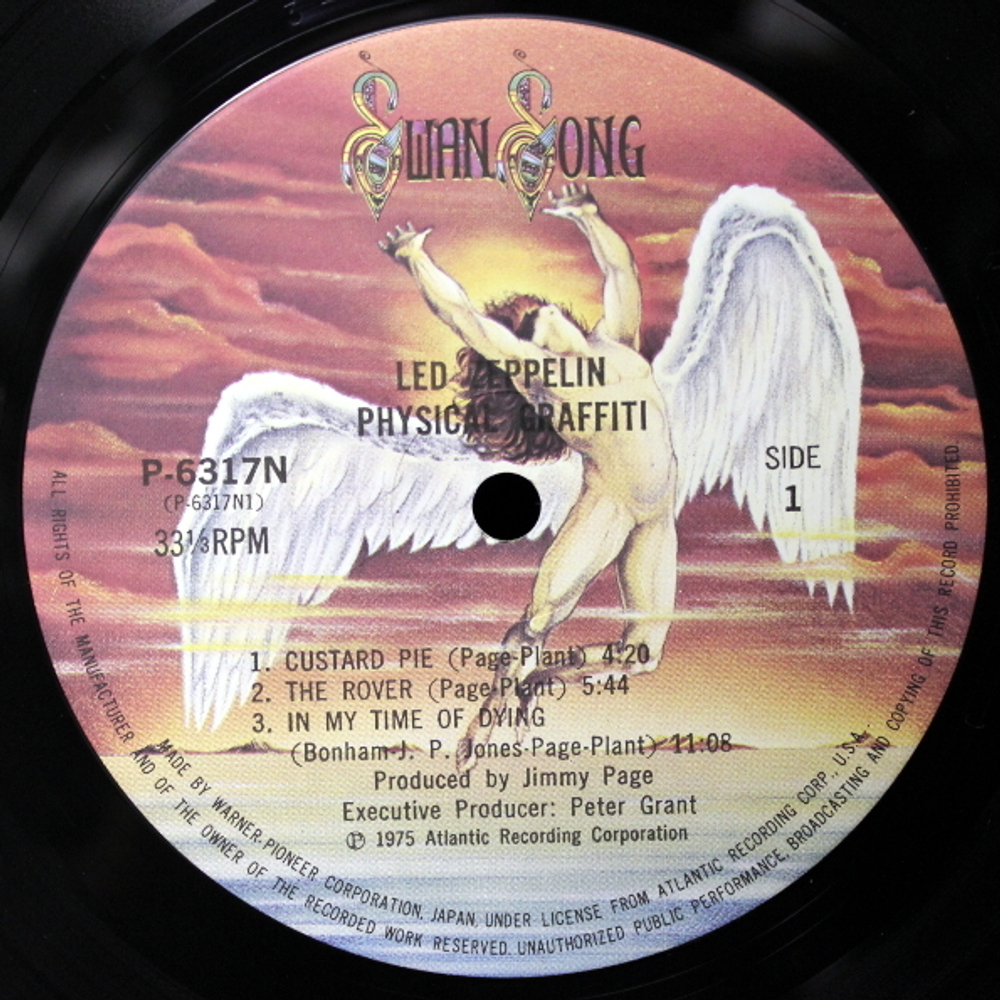 SWAN SONG
LED ZEPPELIN
PHYSICAL GRAFFITI
P-6317N
(P-6317N1)
33⅓RPM
SIDE
1
1. CUSTARD PIE (Page-Plant) 4:20
2. THE ROVER (Page-Plant) 5:44
3. IN MY TIME OF DYING
(Bonham-J. P. Jones-Page-Plant) 11:08
Produced by Jimmy Page
Executive Producer: Peter Grant
Ⓟ 1975 Atlantic Recording Corporation
MADE BY WARNER-PIONEER CORPORATION, JAPAN, UNDER LICENSE FROM ATLANTIC RECORDING CORP., U.S.A.
ALL RIGHTS OF THE MANUFACTURER AND OF THE OWNER OF THE RECORDED WORK RESERVED. UNAUTHORIZED PUBLIC PERFORMANCE, BROADCASTING AND COPYING OF THIS RECORD PROHIBITED.